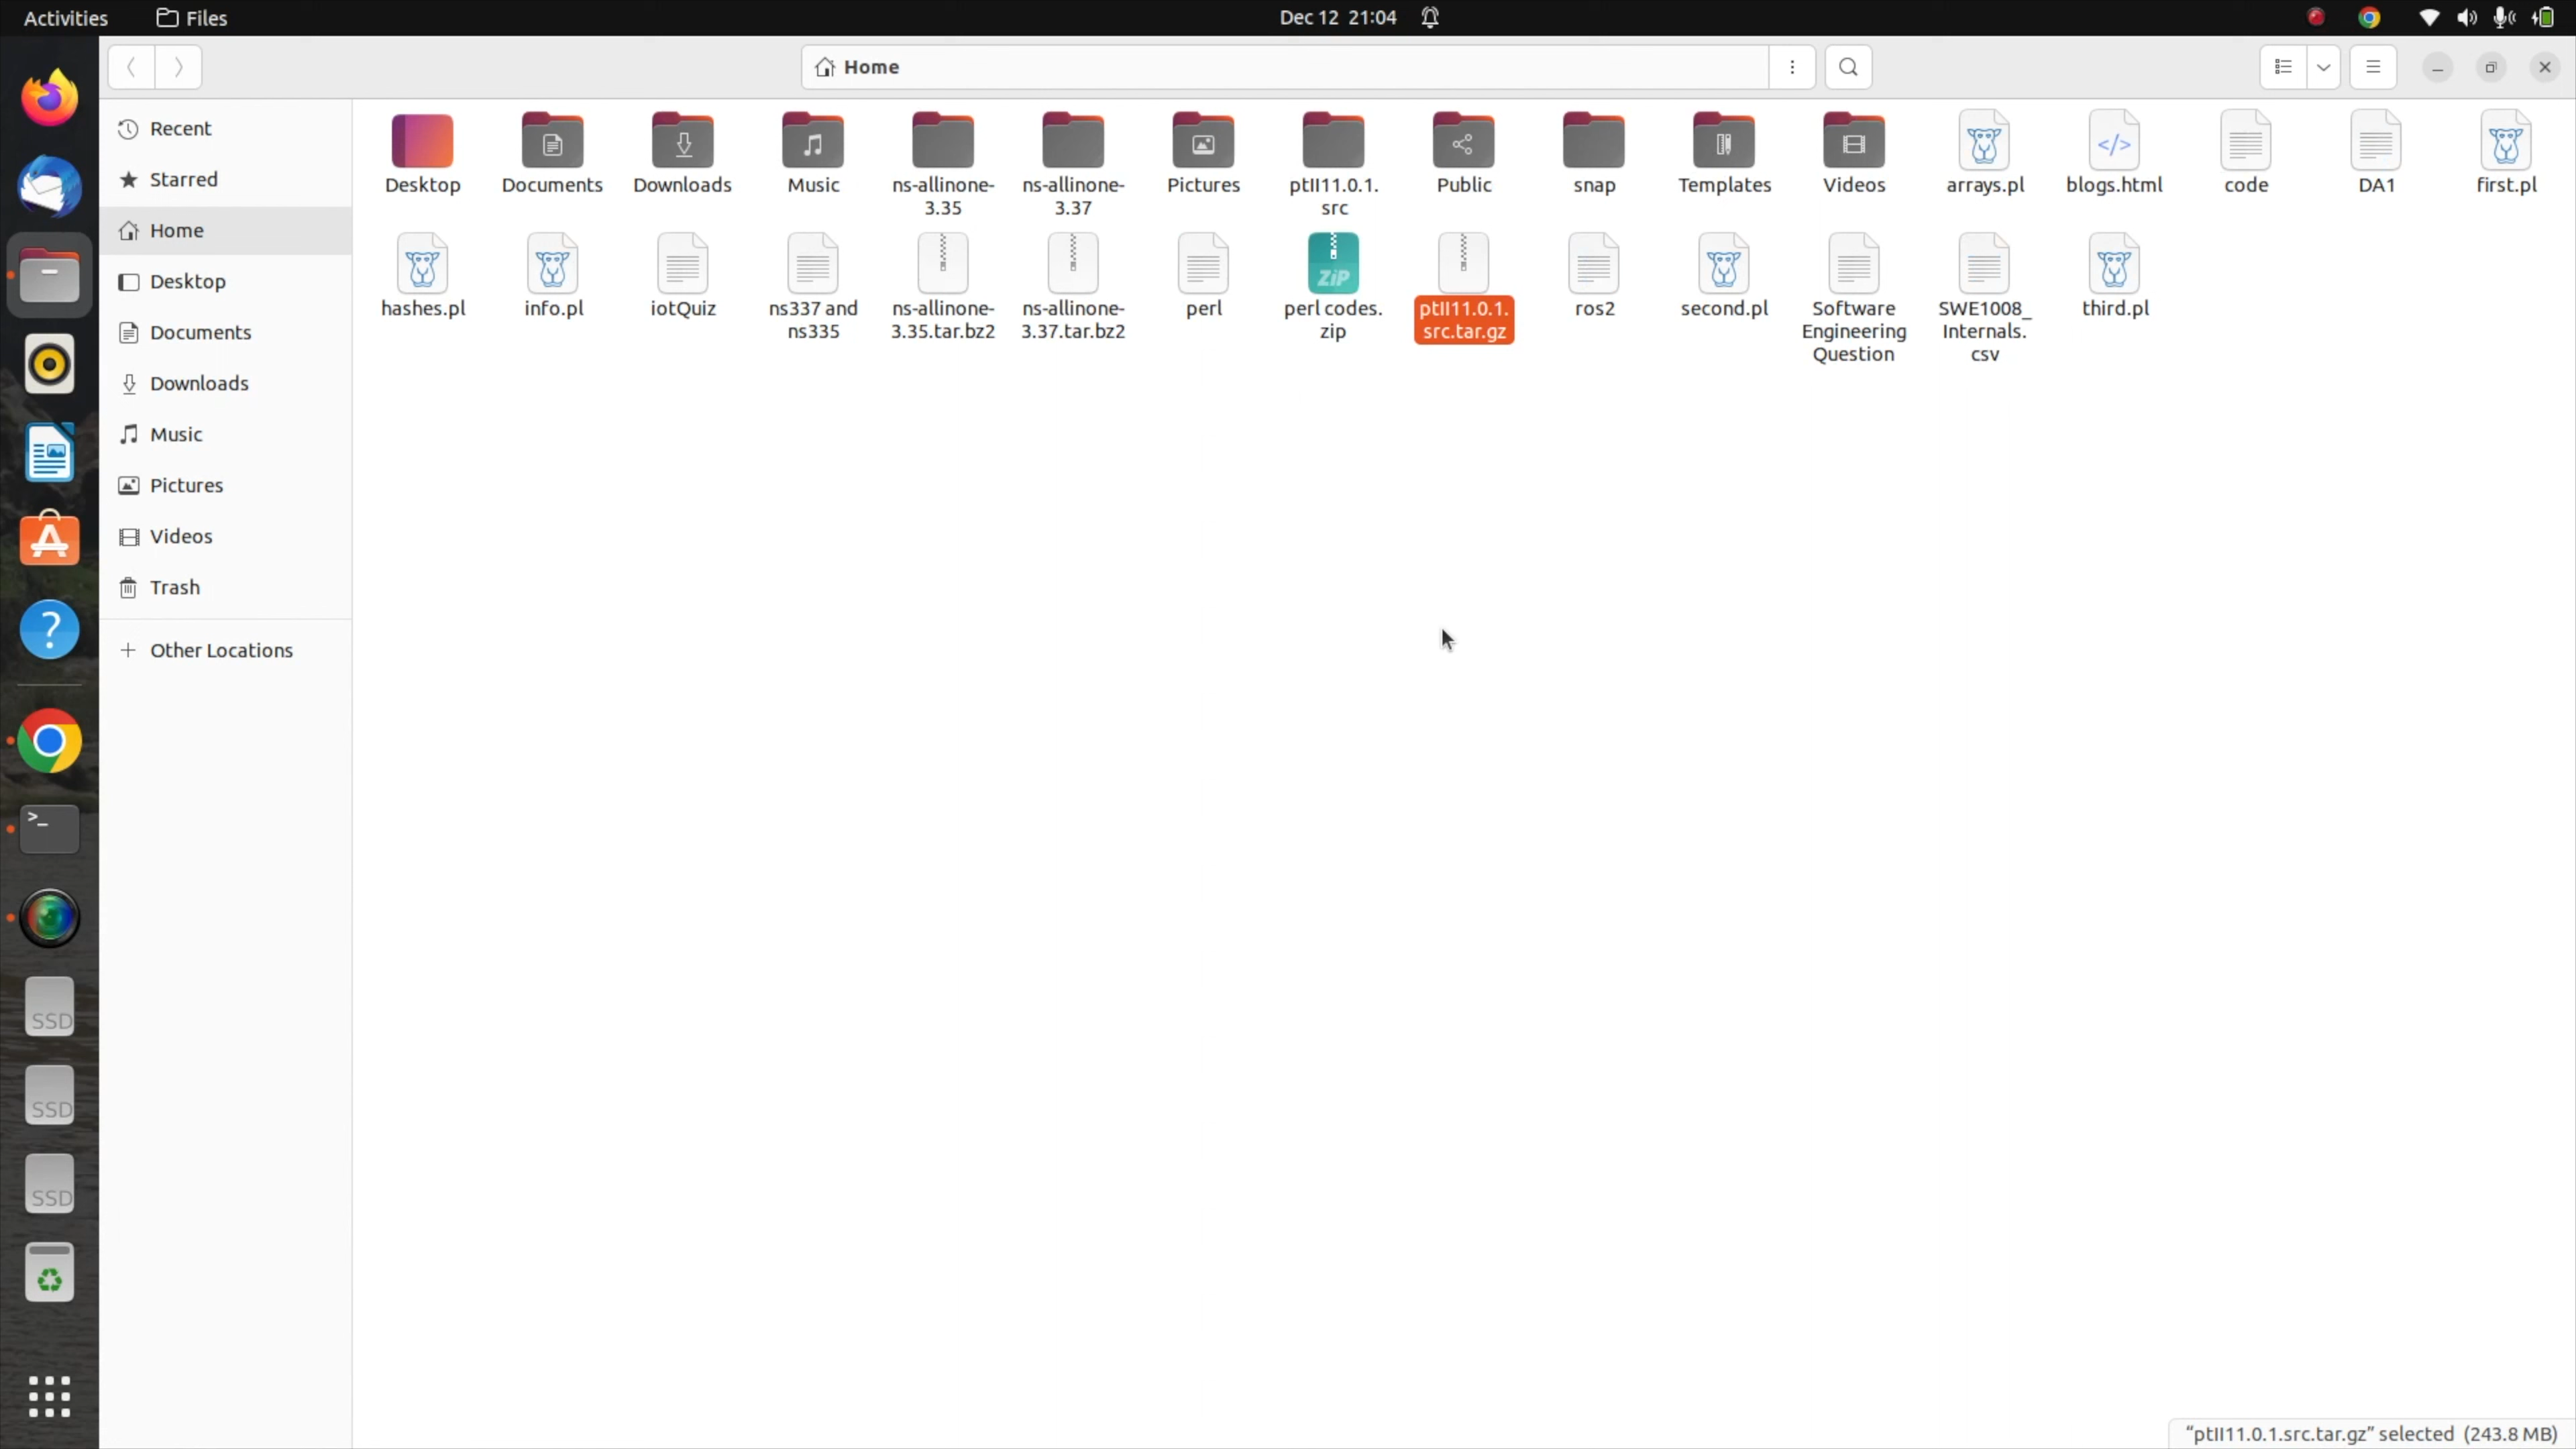 Activities
Files
Dec 12 21:04
Home
Recent
Starred
Home
Desktop
Documents
Downloads
Music
Pictures
Videos
Trash
Other Locations
Desktop
Documents
Downloads
Music
ns-allinone-
3.35
ns-allinone-
3.37
Pictures
ptII11.0.1.
src
Public
snap
Templates
Videos
arrays.pl
blogs.html
</>
code
DA1
first.pl
hashes.pl
info.pl
iotQuiz
ns337 and
ns335
ns-allinone-
3.35.tar.bz2
ns-allinone-
3.37.tar.bz2
perl
ZiP
perl codes.
zip
ptII11.0.1.
src.tar.gz
ros2
second.pl
Software
Engineering
Question
SWE1008_
Internals.
csv
third.pl
SSD
SSD
SSD
"ptII11.0.1.src.tar.gz" selected (243.8 MB)